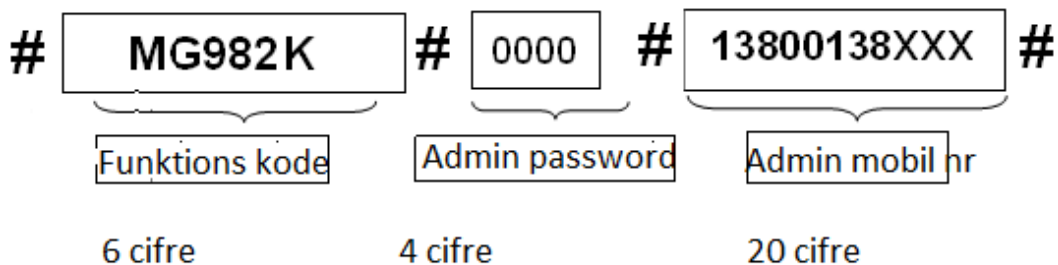 # MG982K # 0000 # 13800138XXX #
Funktions kode Admin password Admin mobil nr
6 cifre 4 cifre 20 cifre